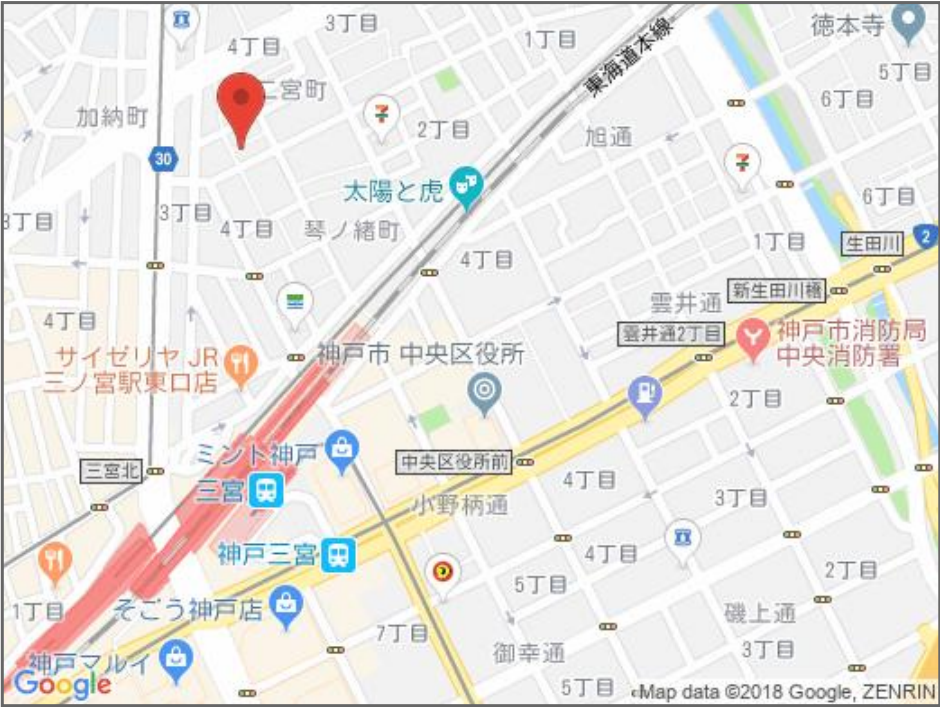 3丁目
4丁目
1丁目
東海道本線
徳本寺
5丁目
二宮町
6丁目
加納町
2丁目
旭通
30
太陽と虎
6丁目
3丁目
3丁目
4丁目
琴ノ緒町
1丁目
生田川
2
4丁目
新生田川橋
雲井通
4丁目
雲井通2丁目
神戸市消防局
中央消防署
サイゼリヤ JR
三ノ宮駅東口店
神戸市 中央区役所
2丁目
ミント神戸
中央区役所前
三宮北
三宮
4丁目
小野柄通
3丁目
神戸三宮
4丁目
5丁目
2丁目
1丁目
そごう神戸店
磯上通
7丁目
御幸通
3丁目
神戸マルイ
5丁目
Google
Map data ©2018 Google, ZENRIN